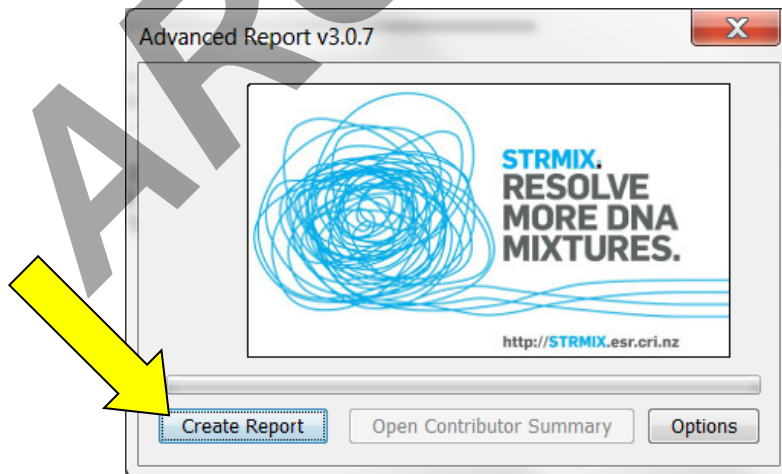 Advanced Report v3.0.7
STRMIX.
RESOLVE
MORE DNA
MIXTURES.
http://STRMIX.esr.cri.nz
Create Report
Open Contributor Summary
Options